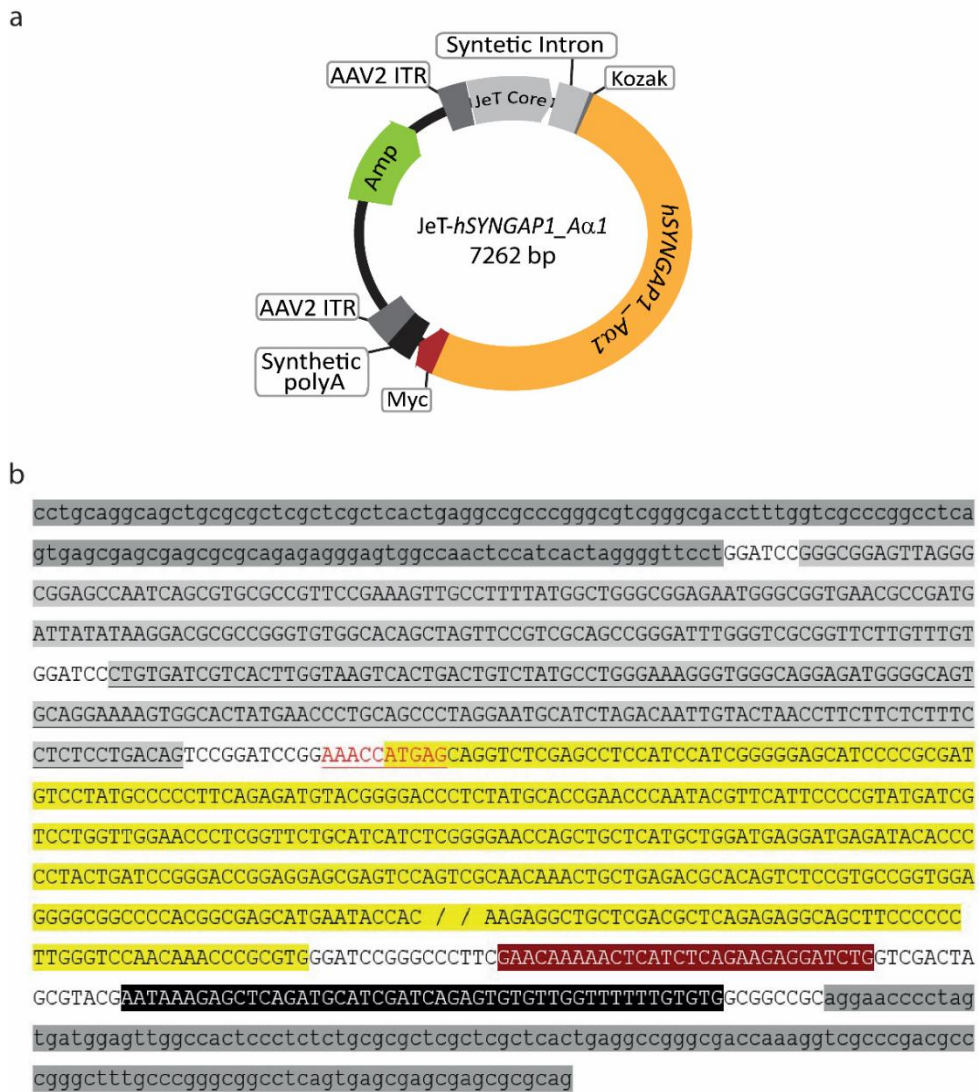 a
Syntetic Intron
AAV2 ITR
JeT Core
Kozak
Amp
JeT-hSYNGAP1_Aα1
7262 bp
hSYNGAP1_Aα1
AAV2 ITR
Synthetic
polyA
Myc
b
cctgcaggcagctgcgcgctcgctcgctcactgaggccgcccgggcgtcgggcgacctttggtcgcccggcctca
gtgagcgagcgagcgcgcagagagggagtggccaactccatcactaggggttcctGGATCCGGGCGGAGTTAGGG
CGGAGCCAATCAGCGTGCGCCGTTCCGAAAGTTGCCTTTTATGGCTGGGCGGAGAATGGGCGGTGAACGCCGATG
ATTATATAAGGACGCGCCGGGTGTGGCACAGCTAGTTCCGTCGCAGCCGGGATTTGGGTCGCGGTTCTTGTTTGT
GGATCCCTGTGATCGTCACTTGGTAAGTCACTGACTGTCTATGCCTGGGAAAGGGTGGGCAGGAGATGGGGCAGT
GCAGGAAAAGTGGCACTATGAACCCTGCAGCCCTAGGAATGCATCTAGACAATTGTACTAACCTTCTTCTCTTTC
CTCTCCTGACAGTCCGGATCCGGAAACCATGAGCAGGTCTCGAGCCTCCATCCATCGGGGGAGCATCCCCGCGAT
GTCCTATGCCCCCTTCAGAGATGTACGGGGACCCTCTATGCACCGAACCCAATACGTTCATTCCCCGTATGATCG
TCCTGGTTGGAACCCTCGGTTCTGCATCATCTCGGGGAACCAGCTGCTCATGCTGGATGAGGATGAGATACACCC
CCTACTGATCCGGGACCGGAGGAGCGAGTCCAGTCGCAACAAACTGCTGAGACGCACAGTCTCCGTGCCGGTGGA
GGGGCGGCCCCACGGCGAGCATGAATACCAC / / AAGAGGCTGCTCGACGCTCAGAGAGGCAGCTTCCCCCC
TTGGGTCCAACAAACCCGCGTGGGATCCGGGCCCTTCGAACAAAAACTCATCTCAGAAGAGGATCTGGTCGACTA
GCGTACGAATAAAGAGCTCAGATGCATCGATCAGAGTGTGTTGGTTTTTTGTGTGGCGGCCGCaggaacccctag
tgatggagttggccactccctctctgcgcgctcgctcgctcactgaggccgggcgaccaaaggtcgcccgacgcc
cgggctttgcccgggcggcctcagtgagcgagcgagcgcgcag